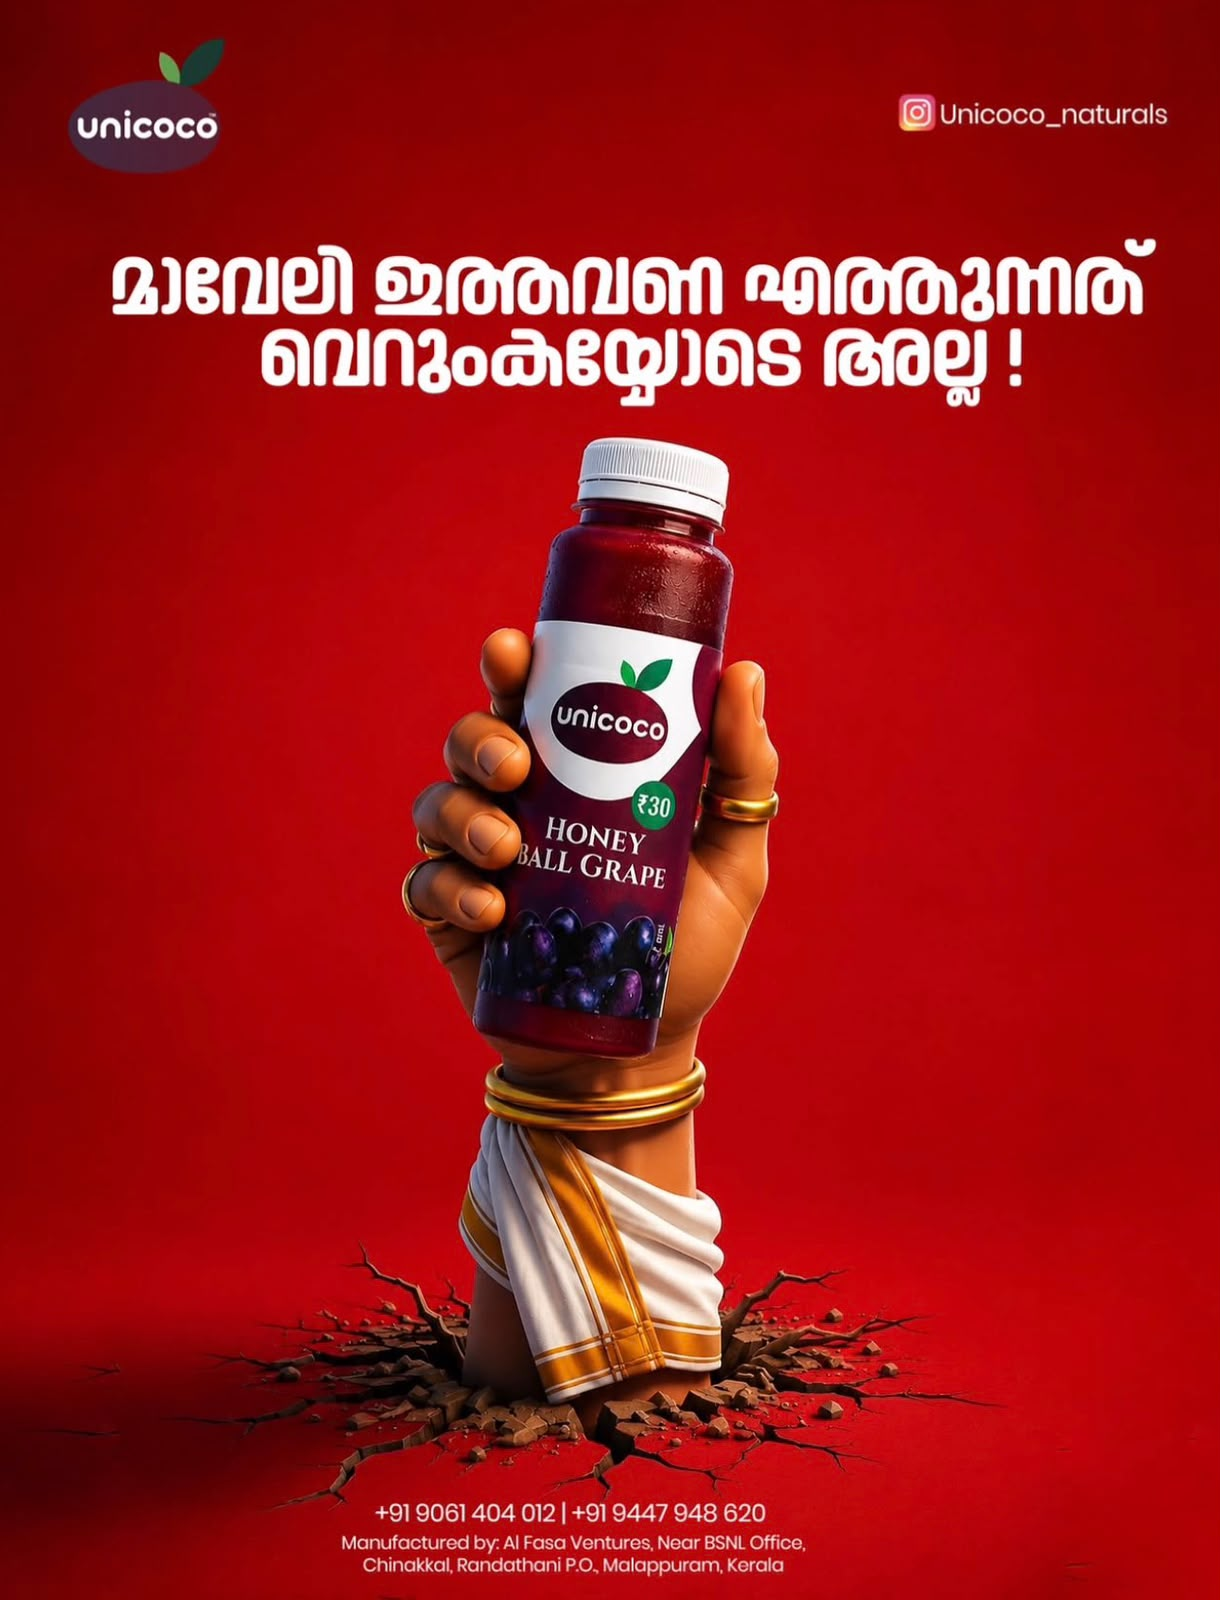 unicoco
Unicoco_naturals
മാവേലി ഇത്തവണ എത്തുന്നത്
വെറുംകയ്യോടെ അല്ല !
unicoco
₹30
HONEY
BALL GRAPE
+91 9061 404 012 | +91 9447 948 620
Manufactured by: Al Fasa Ventures, Near BSNL Office,
Chinakkal, Randathani P.O., Malappuram, Kerala